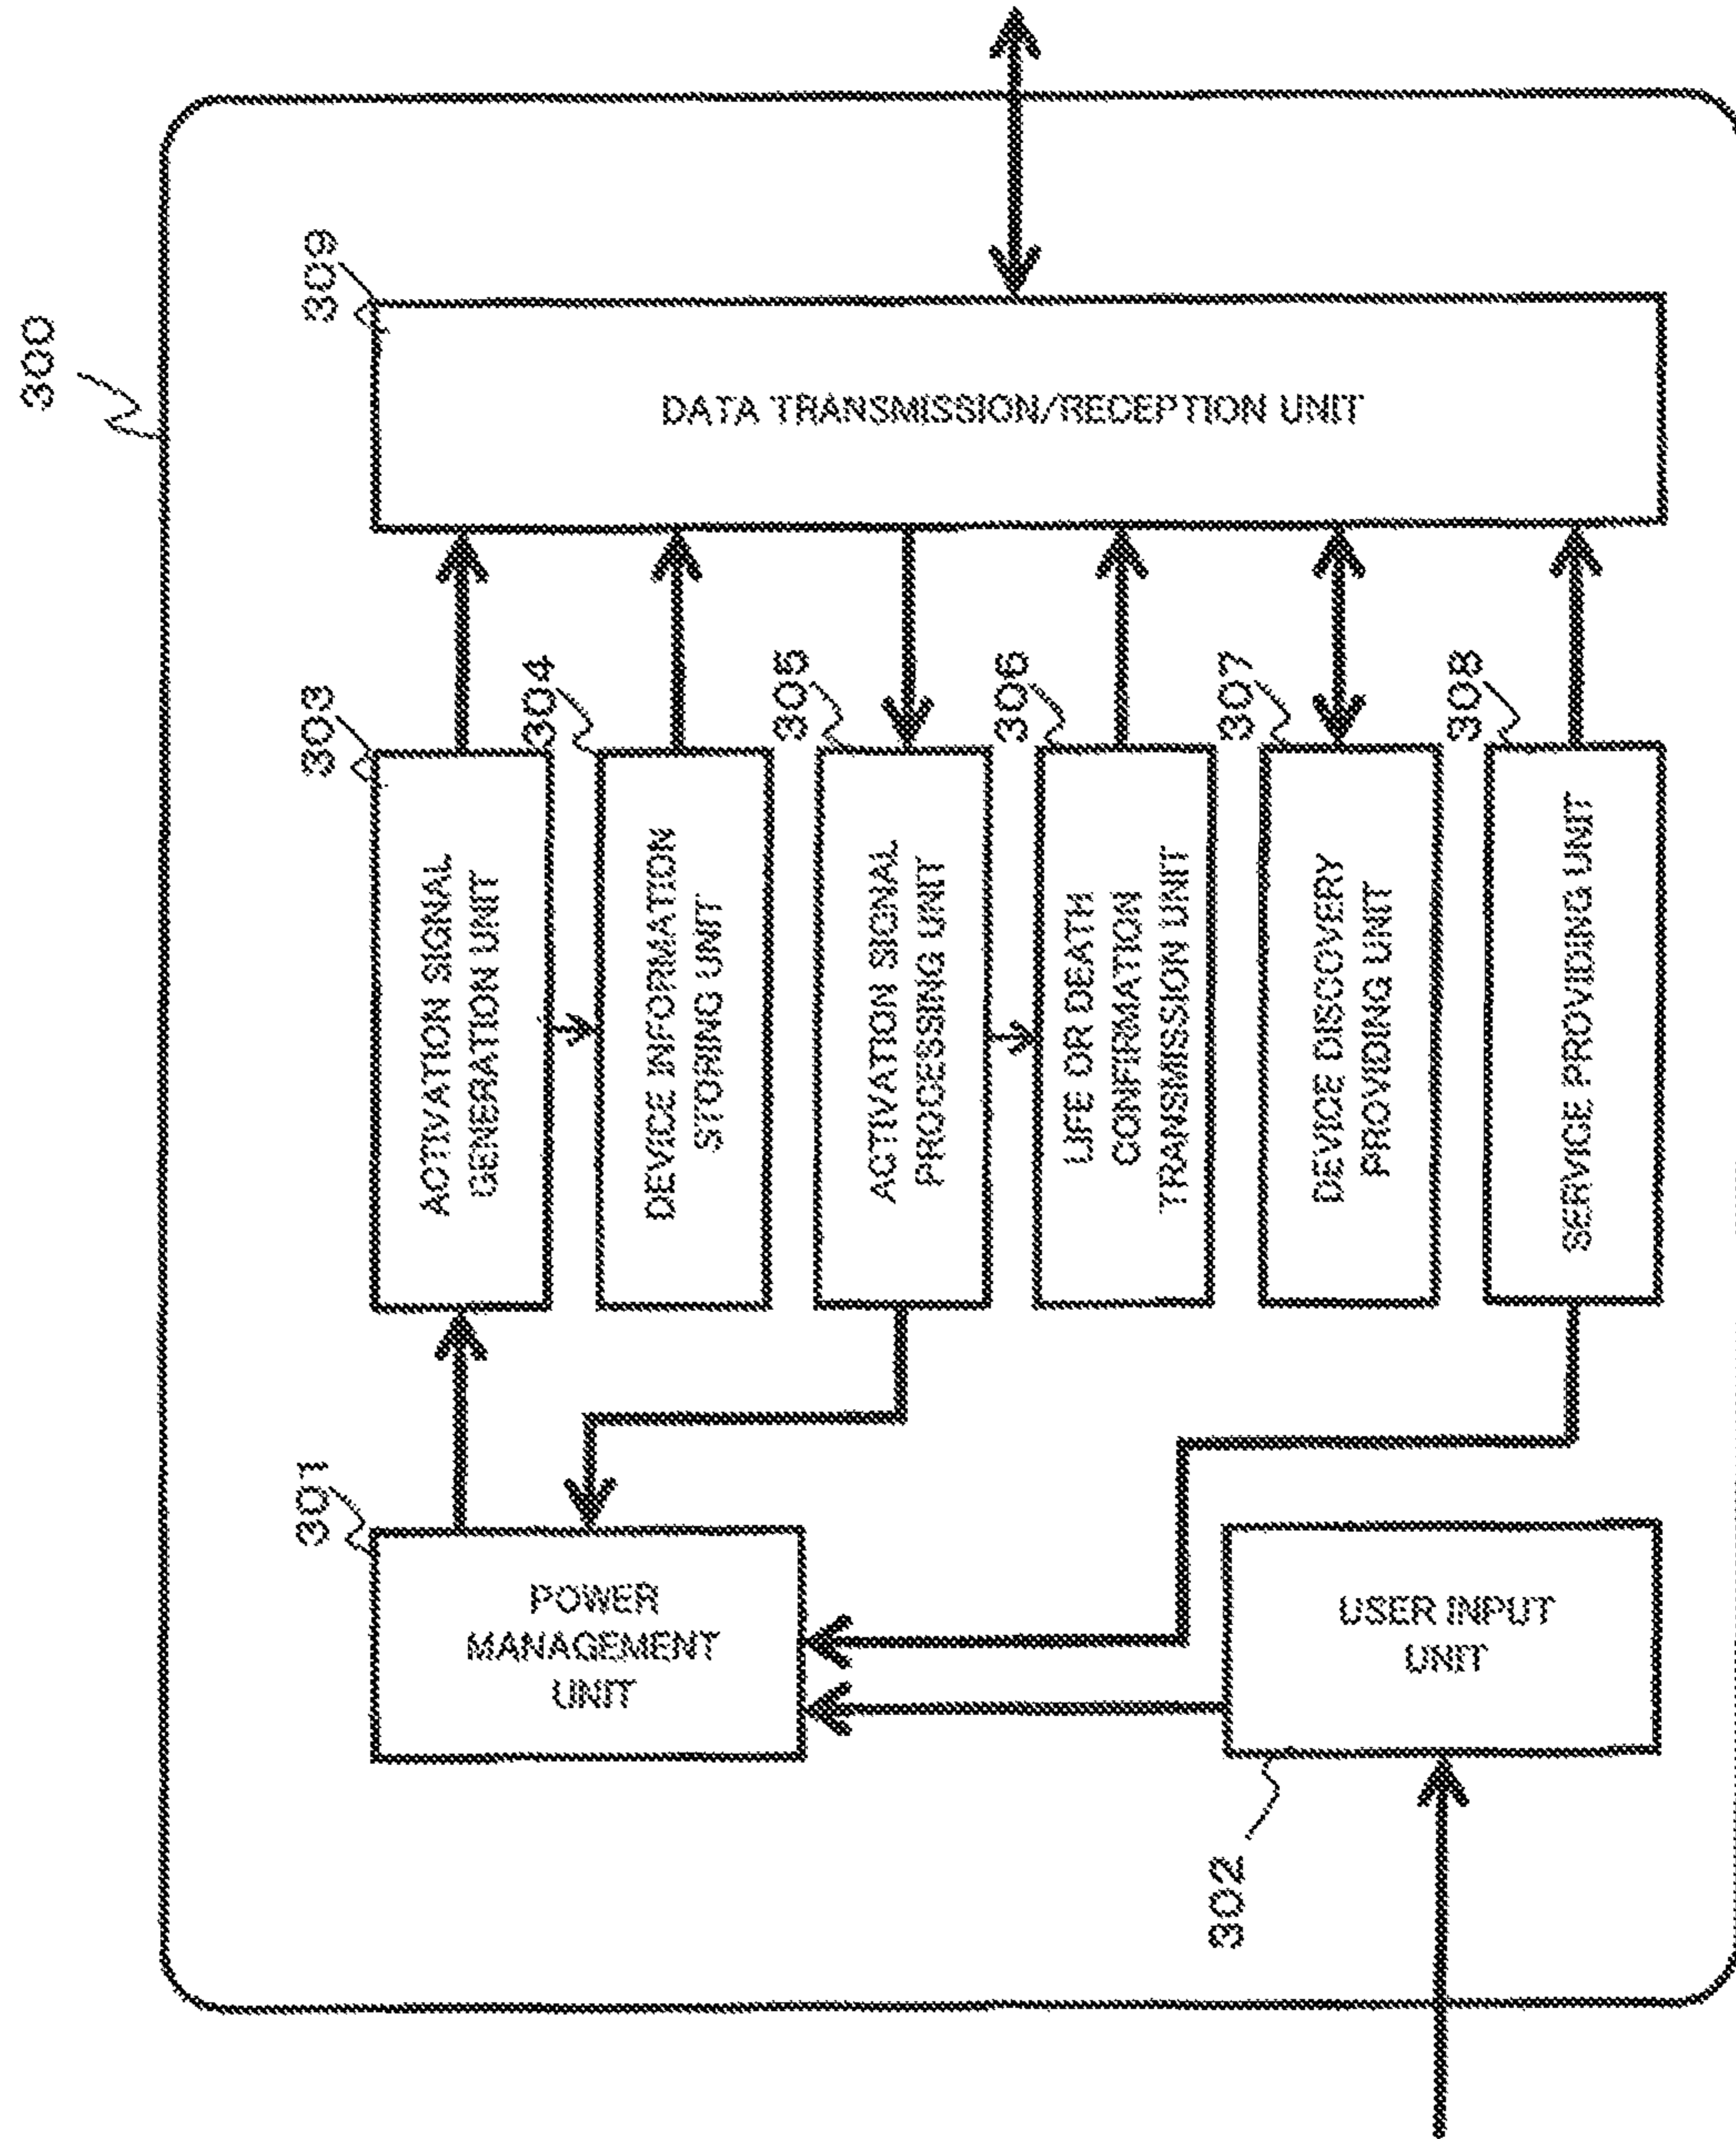 300
309
DATA TRANSMISSION/RECEPTION UNIT
303
ACTIVATION SIGNAL
GENERATION UNIT
304
DEVICE INFORMATION
STORING UNIT
305
ACTIVATION SIGNAL
PROCESSING UNIT
306
LIFE OR DEATH
CONFIRMATION
TRANSMISSION UNIT
307
DEVICE DISCOVERY
PROVIDING UNIT
308
SERVICE PROVIDING UNIT
301
POWER
MANAGEMENT
UNIT
302
USER INPUT
UNIT